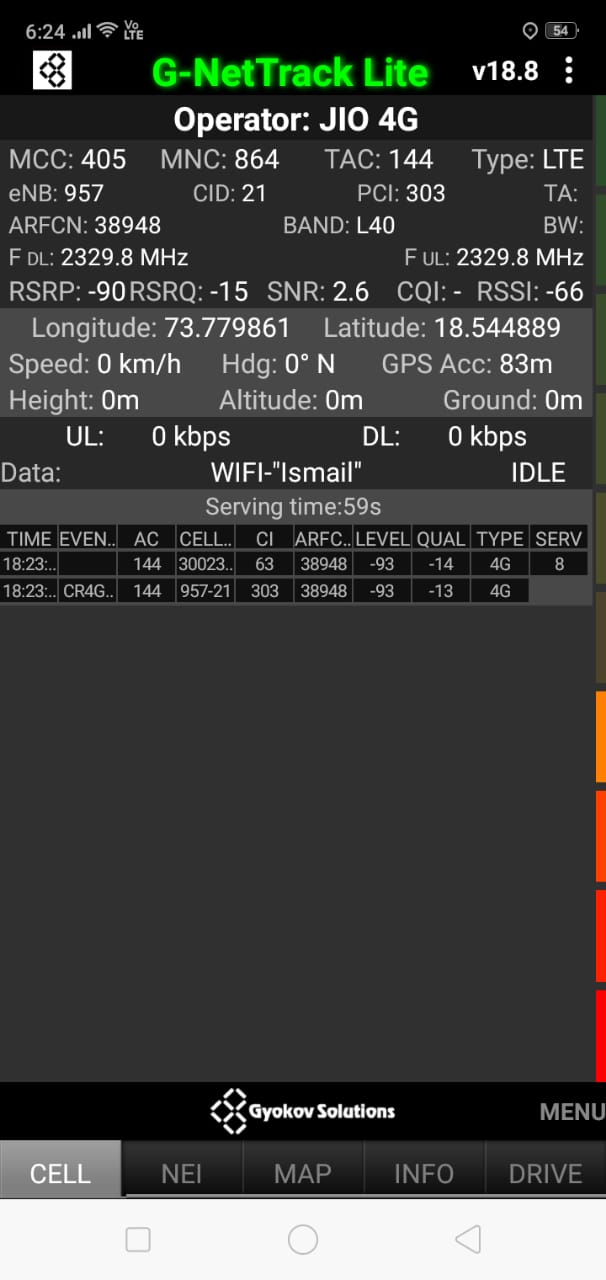 6:24 Vo LTE 54
G-NetTrack Lite v18.8
Operator: JIO 4G
MCC: 405 MNC: 864 TAC: 144 Type: LTE
eNB: 957 CID: 21 PCI: 303 TA:
ARFCN: 38948 BAND: L40 BW:
F DL: 2329.8 MHz F UL: 2329.8 MHz
RSRP: -90 RSRQ: -15 SNR: 2.6 CQI: - RSSI: -66
Longitude: 73.779861 Latitude: 18.544889
Speed: 0 km/h Hdg: 0° N GPS Acc: 83m
Height: 0m Altitude: 0m Ground: 0m
UL: 0 kbps DL: 0 kbps
Data: WIFI-"Ismail" IDLE
Serving time:59s
TIME EVEN.. AC CELL.. CI ARFC.. LEVEL QUAL TYPE SERV
18:23:.. 144 30023.. 63 38948 -93 -14 4G 8
18:23:.. CR4G.. 144 957-21 303 38948 -93 -13 4G
Gyokov Solutions MENU
CELL NEI MAP INFO DRIVE